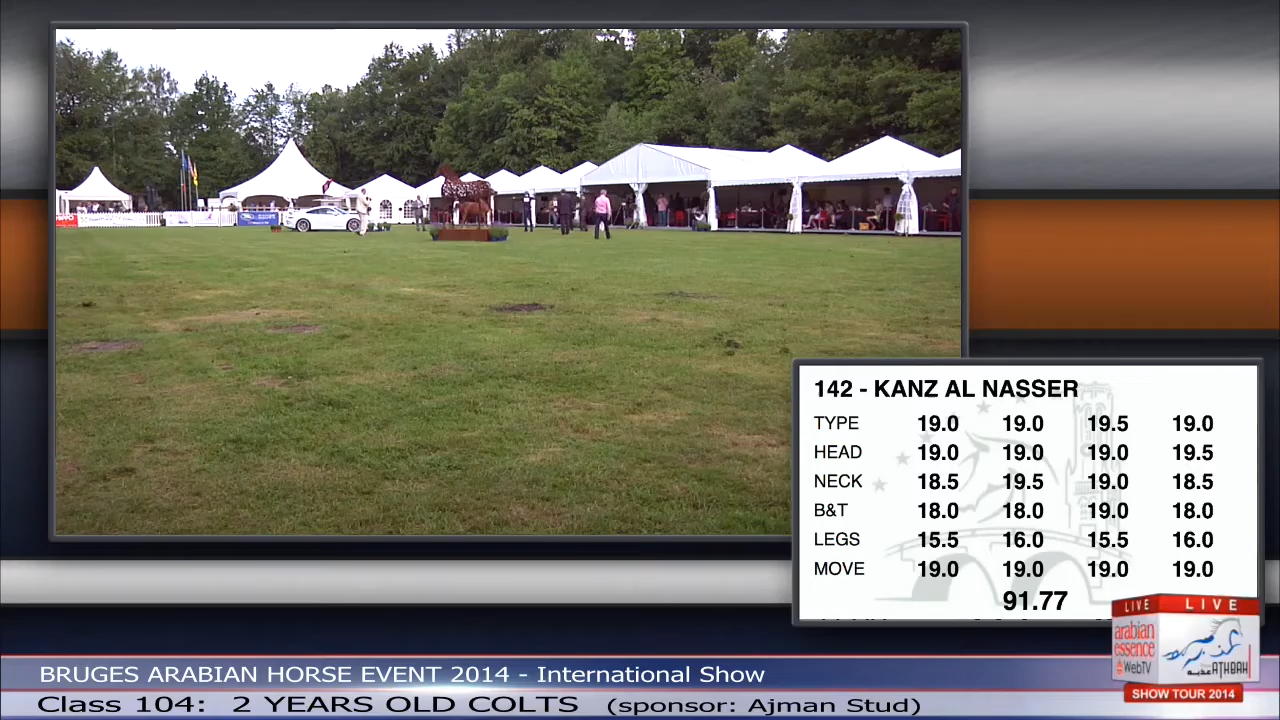 142 - KANZ AL NASSER
TYPE 19.0 19.0 19.5 19.0
HEAD 19.0 19.0 19.0 19.5
NECK 18.5 19.5 19.0 18.5
B&T 18.0 18.0 19.0 18.0
LEGS 15.5 16.0 15.5 16.0
MOVE 19.0 19.0 19.0 19.0
91.77
LIVE LIVE
arabian
essence
WebTV
ATHBAH
عذبه
SHOW TOUR 2014
BRUGES ARABIAN HORSE EVENT 2014 - International Show
Class 104: 2 YEARS OLD COLTS (sponsor: Ajman Stud)